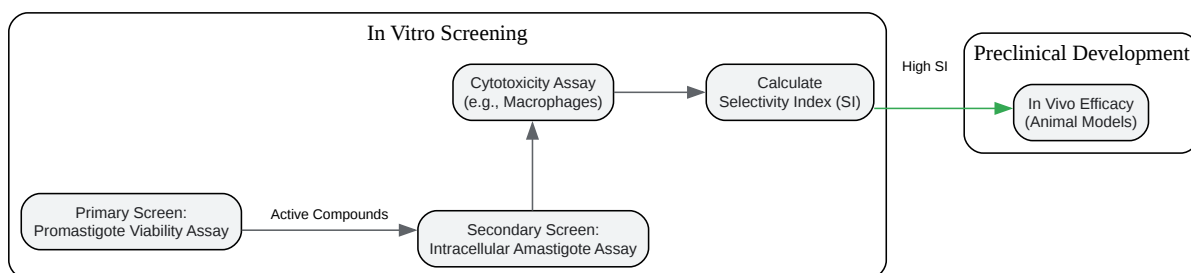 In Vitro Screening
Primary Screen:
Promastigote Viability Assay
Active Compounds
Secondary Screen:
Intracellular Amastigote Assay
Cytotoxicity Assay
(e.g., Macrophages)
Calculate
Selectivity Index (SI)
High SI
Preclinical Development
In Vivo Efficacy
(Animal Models)